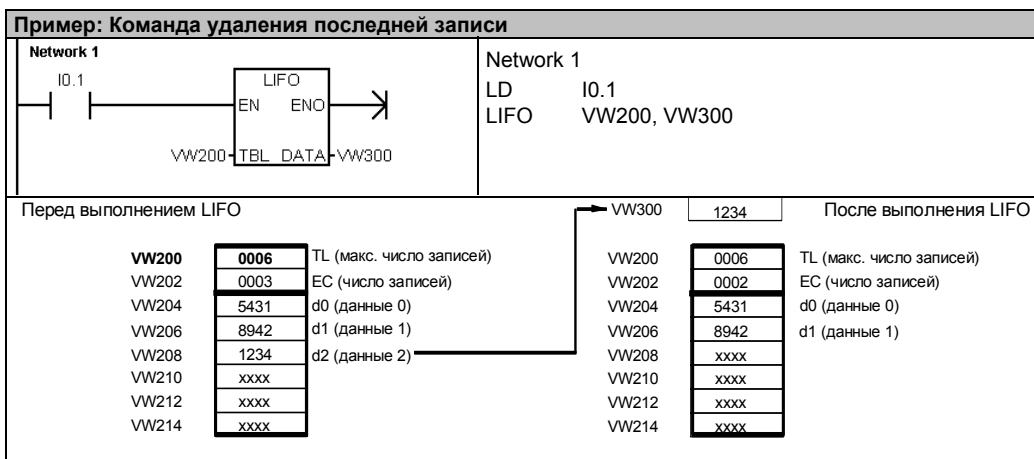 Пример: Команда удаления последней записи
Network 1
I0.1
LIFO
EN ENO
VW200 TBL DATA VW300
Network 1
LD I0.1
LIFO VW200, VW300
Перед выполнением LIFO
VW200 0006 TL (макс. число записей)
VW202 0003 EC (число записей)
VW204 5431 d0 (данные 0)
VW206 8942 d1 (данные 1)
VW208 1234 d2 (данные 2)
VW210 xxxx
VW212 xxxx
VW214 xxxx
VW300 1234 После выполнения LIFO
VW200 0006 TL (макс. число записей)
VW202 0002 EC (число записей)
VW204 5431 d0 (данные 0)
VW206 8942 d1 (данные 1)
VW208 xxxx
VW210 xxxx
VW212 xxxx
VW214 xxxx